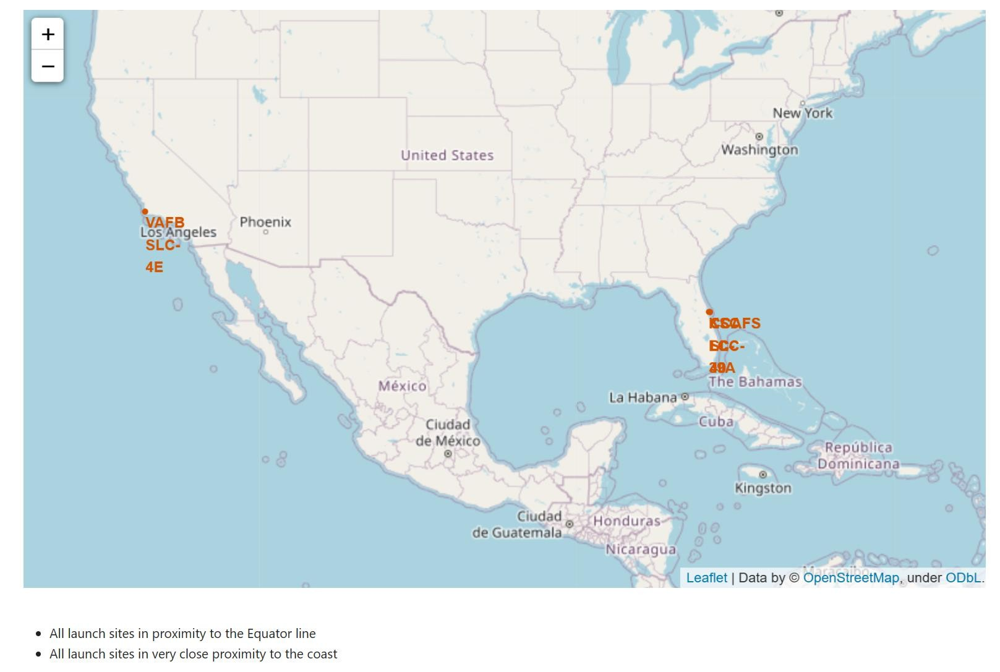 +
−
New York
Washington
United States
VAFB
Los Angeles
SLC-
4E
Phoenix
México
La Habana
The Bahamas
Cuba
Ciudad
de México
República
Dominicana
Kingston
Ciudad
de Guatemala
Honduras
Nicaragua
Maracaibo
Leaflet | Data by © OpenStreetMap, under ODbL.
• All launch sites in proximity to the Equator line
• All launch sites in very close proximity to the coast